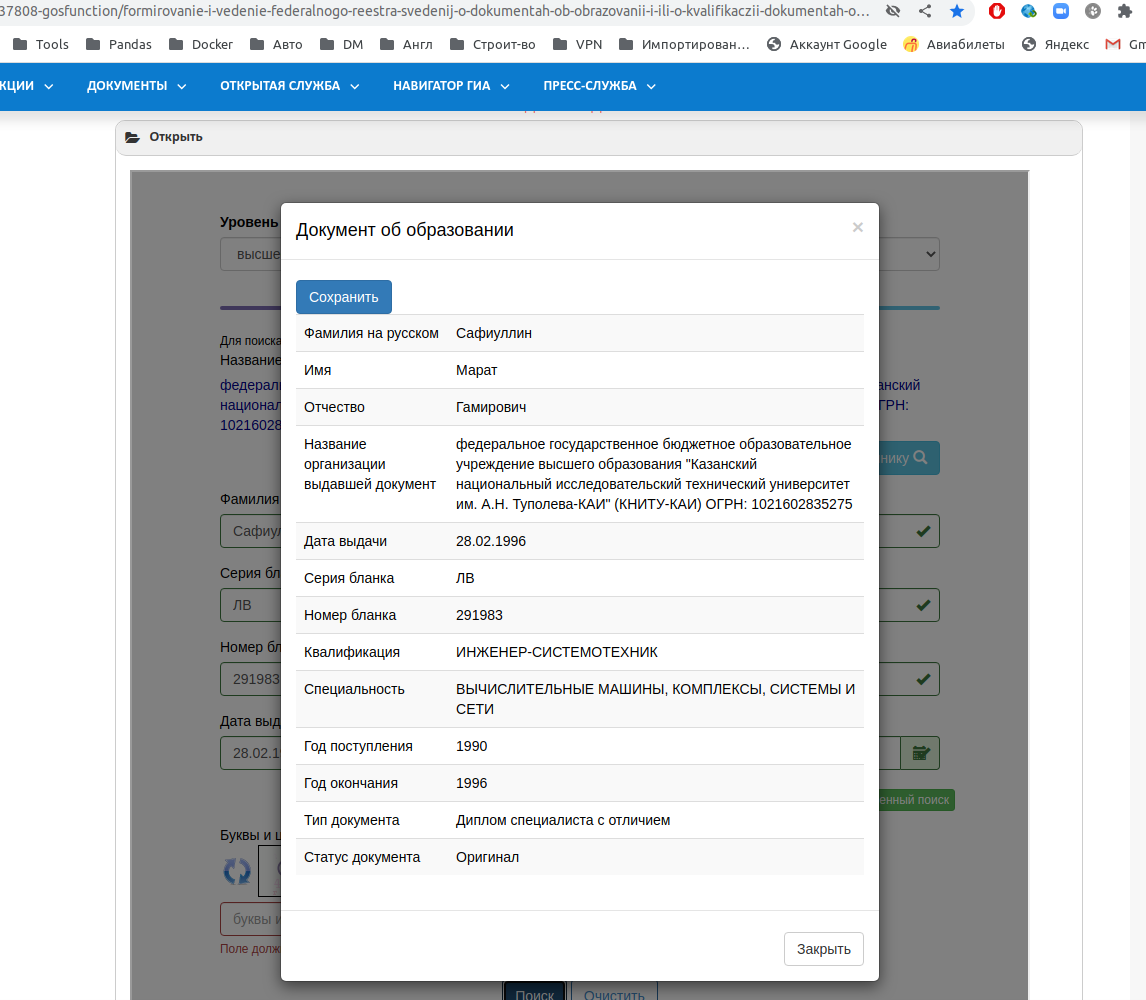 37808-gosfunction/formirovanie-i-vedenie-federalnogo-reestra-svedenij-o-dokumentah-ob-obrazovanii-i-ili-o-kvalifikaczii-dokumentah-o...
Tools Pandas Docker Авто DM Англ Строит-во VPN Импортирован... Аккаунт Google Авиабилеты Яндекс Gm
КЦИИ ДОКУМЕНТЫ ОТКРЫТАЯ СЛУЖБА НАВИГАТОР ГИА ПРЕСС-СЛУЖБА
Открыть
Уровень
высше
Для поиска
Название
федерал
анский
национал
ГРН:
10216028
нику
Фамилия
Сафиул
Серия бл
ЛВ
Номер бл
291983
Дата выд
28.02.1
енный поиск
Буквы и ц
буквы и
Поле долж
Поиск Очистить
Документ об образовании ×
Сохранить
Фамилия на русском Сафиуллин
Имя Марат
Отчество Гамирович
Название федеральное государственное бюджетное образовательное
организации учреждение высшего образования "Казанский
выдавшей документ национальный исследовательский технический университет
им. А.Н. Туполева-КАИ" (КНИТУ-КАИ) ОГРН: 1021602835275
Дата выдачи 28.02.1996
Серия бланка ЛВ
Номер бланка 291983
Квалификация ИНЖЕНЕР-СИСТЕМОТЕХНИК
Специальность ВЫЧИСЛИТЕЛЬНЫЕ МАШИНЫ, КОМПЛЕКСЫ, СИСТЕМЫ И
СЕТИ
Год поступления 1990
Год окончания 1996
Тип документа Диплом специалиста с отличием
Статус документа Оригинал
Закрыть